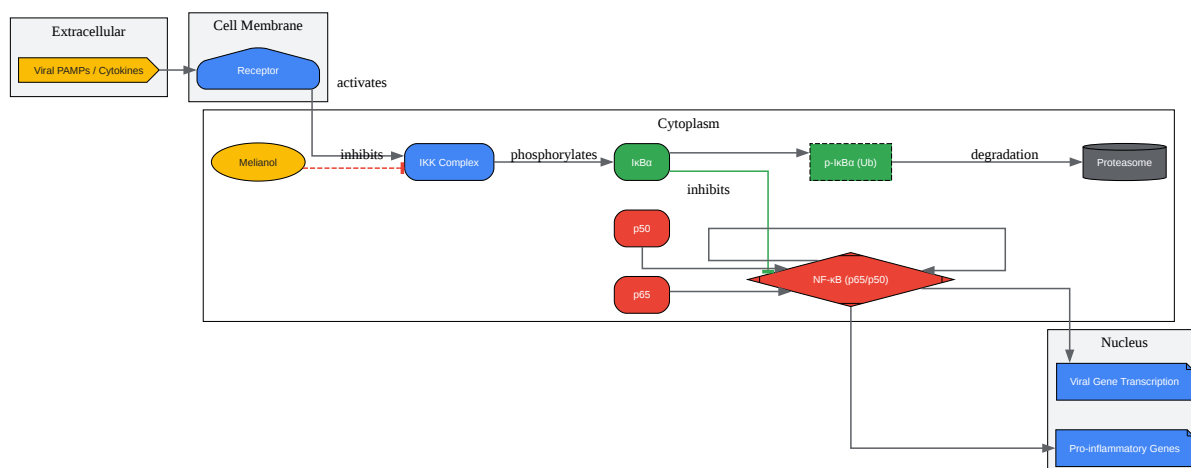 Extracellular
Cell Membrane
Viral PAMPs / Cytokines
Receptor
activates
Cytoplasm
Melianol
inhibits
IKK Complex
phosphorylates
IκBα
p-IκBα (Ub)
degradation
Proteasome
inhibits
p50
NF-κB (p65/p50)
p65
Nucleus
Viral Gene Transcription
Pro-inflammatory Genes